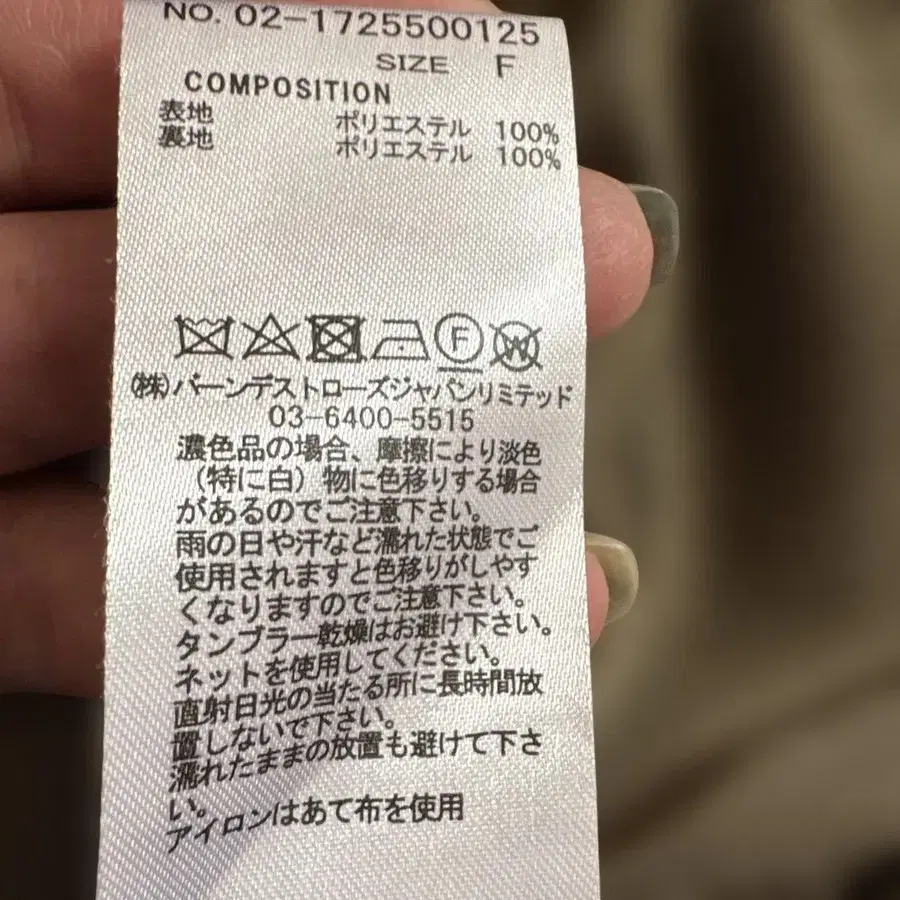 NO. 02-1725500125
SIZE F
COMPOSITION
表地 ポリエステル 100%
裏地 ポリエステル 100%
F W
(株)バーンデストローズジャパンリミテッド
03-6400-5515
濃色品の場合、摩擦により淡色
(特に白)物に色移りする場合
があるのでご注意下さい。
雨の日や汗など濡れた状態でご
使用されますと色移りがしやす
くなりますのでご注意下さい。
タンブラー乾燥はお避け下さい。
ネットを使用してください。
直射日光の当たる所に長時間放
置しないで下さい。
濡れたままの放置も避けて下さ
い。
アイロンはあて布を使用